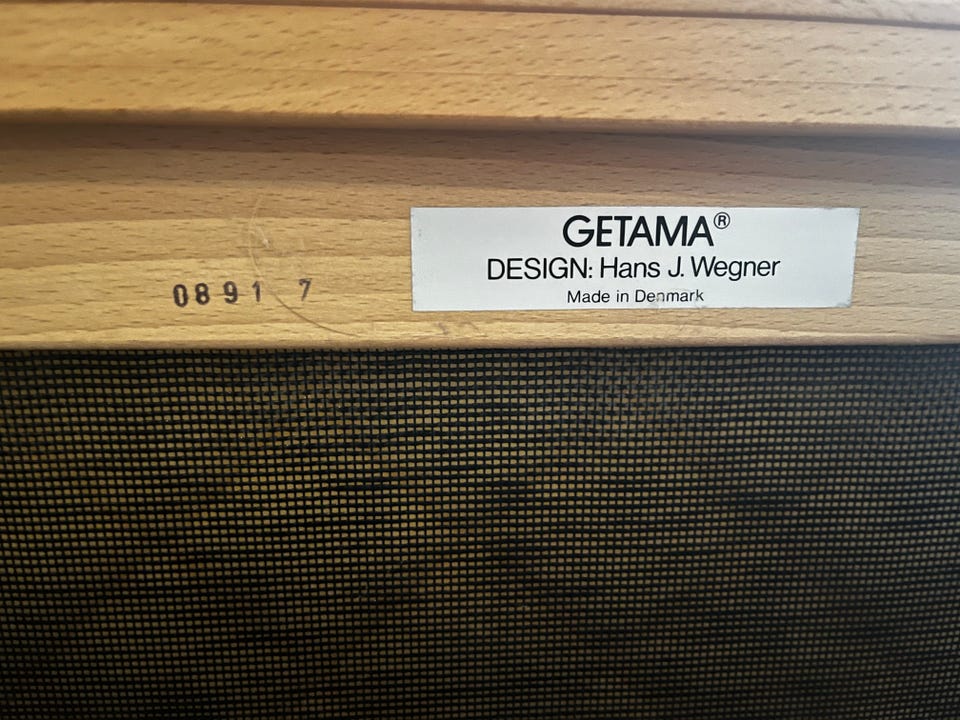 GETAMA®
DESIGN: Hans J. Wegner
Made in Denmark
0891 7